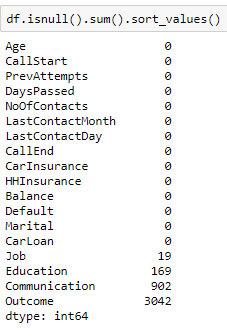 df.isnull().sum().sort_values()
Age 0
CallStart 0
PrevAttempts 0
DaysPassed 0
NoOfContacts 0
LastContactMonth 0
LastContactDay 0
CallEnd 0
CarInsurance 0
HHInsurance 0
Balance 0
Default 0
Marital 0
CarLoan 0
Job 19
Education 169
Communication 902
Outcome 3042
dtype: int64